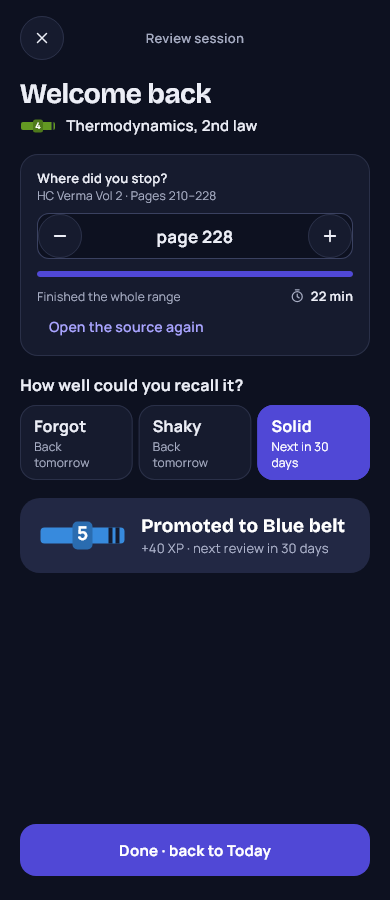 Review session
Welcome back
4 Thermodynamics, 2nd law
Where did you stop?
HC Verma Vol 2 · Pages 210–228
− page 228 +
Finished the whole range 22 min
Open the source again
How well could you recall it?
Forgot
Back
tomorrow
Shaky
Back
tomorrow
Solid
Next in 30
days
5 Promoted to Blue belt
+40 XP · next review in 30 days
Done · back to Today